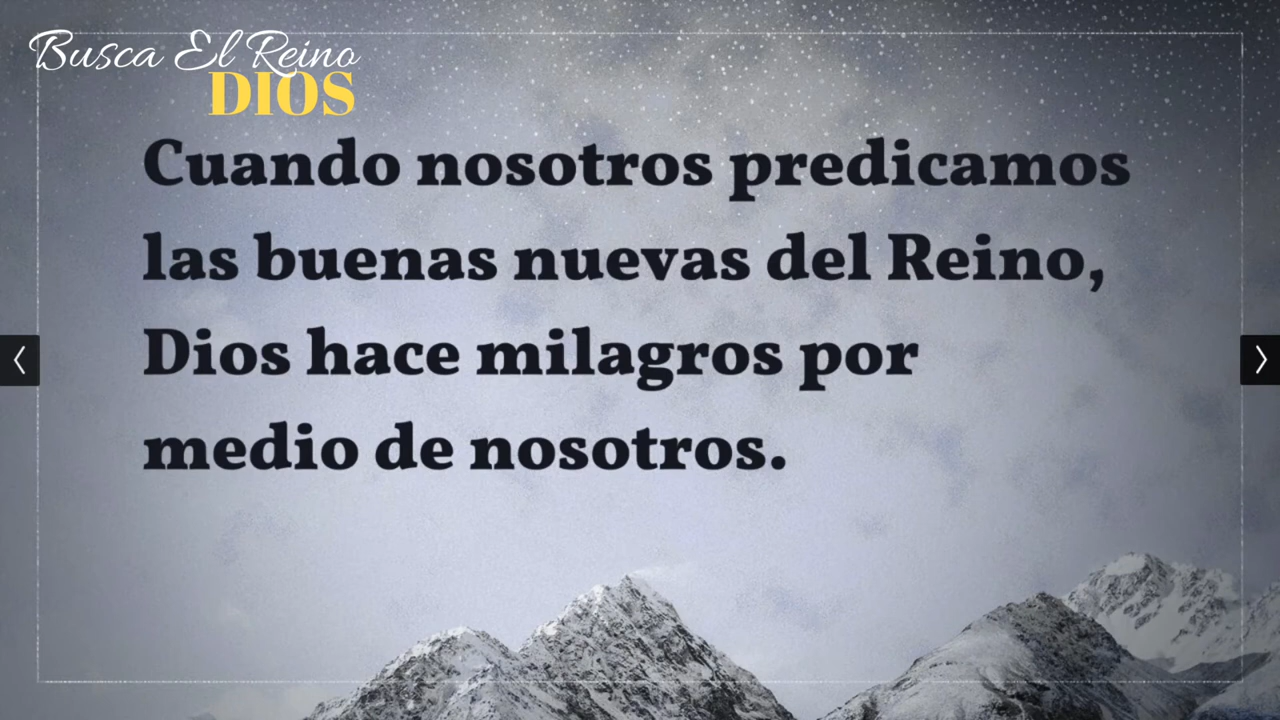 Busca El Reino
DIOS
Cuando nosotros predicamos
las buenas nuevas del Reino,
Dios hace milagros por
medio de nosotros.